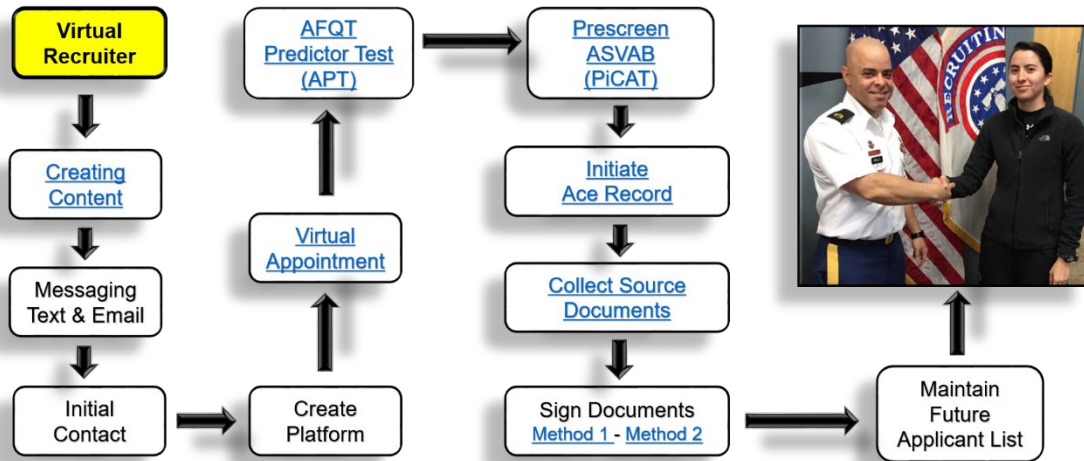 Virtual
Recruiter
Creating
Content
Messaging
Text & Email
Initial
Contact
Create
Platform
Virtual
Appointment
AFQT
Predictor Test
(APT)
Prescreen
ASVAB
(PiCAT)
Initiate
Ace Record
Collect Source
Documents
Sign Documents
Method 1 - Method 2
Maintain
Future
Applicant List
RECRUITING